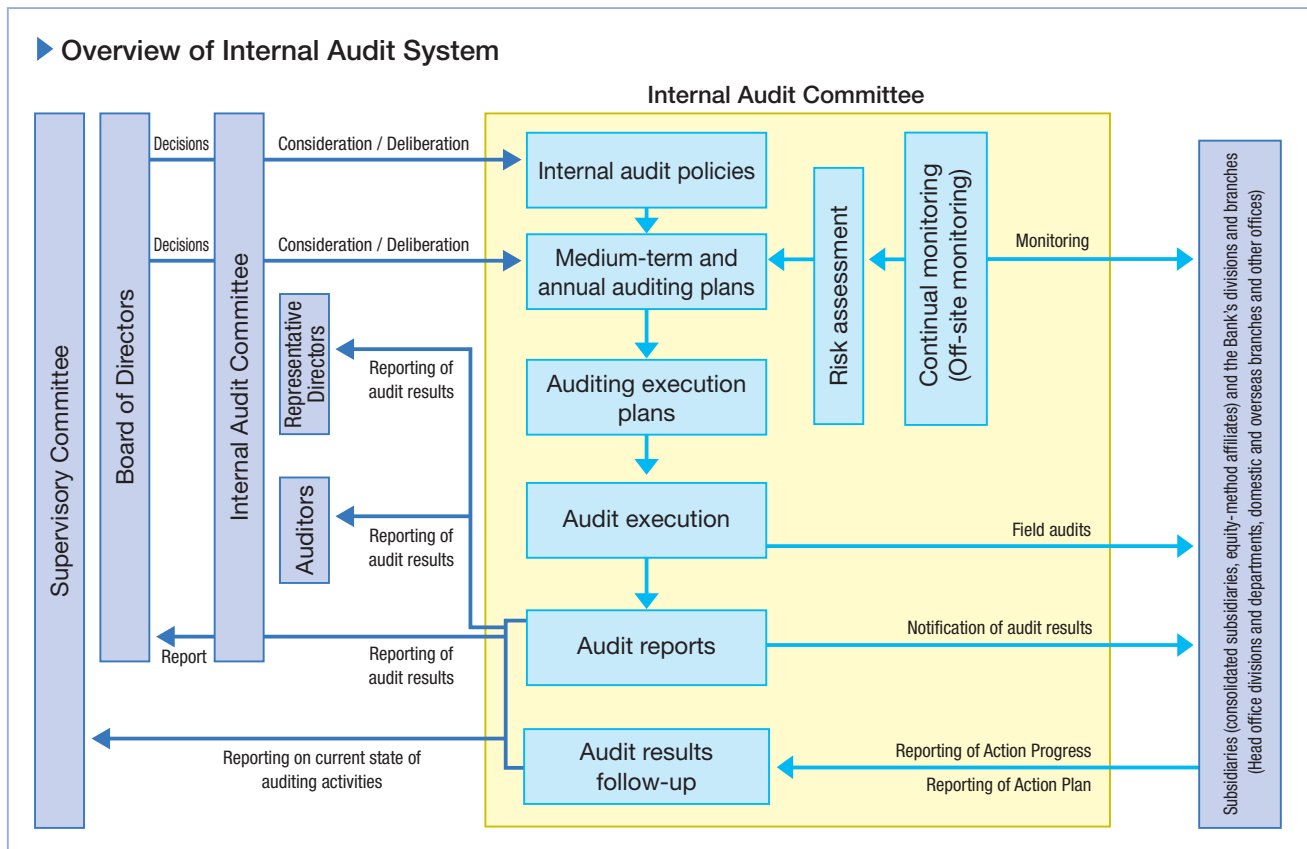 Overview of Internal Audit System
Internal Audit Committee
Supervisory Committee
Board of Directors
Internal Audit Committee
Decisions
Consideration / Deliberation
Decisions
Consideration / Deliberation
Representative
Directors
Reporting of
audit results
Auditors
Reporting of
audit results
Report
Reporting of
audit results
Reporting on current state of
auditing activities
Internal audit policies
Medium-term and
annual auditing plans
Auditing execution
plans
Audit execution
Audit reports
Audit results
follow-up
Risk assessment
Continual monitoring
(Off-site monitoring)
Monitoring
Field audits
Notification of audit results
Reporting of Action Progress
Reporting of Action Plan
Subsidiaries (consolidated subsidiaries, equity-method affiliates) and the Bank's divisions and branches
(Head office divisions and departments, domestic and overseas branches and other offices)